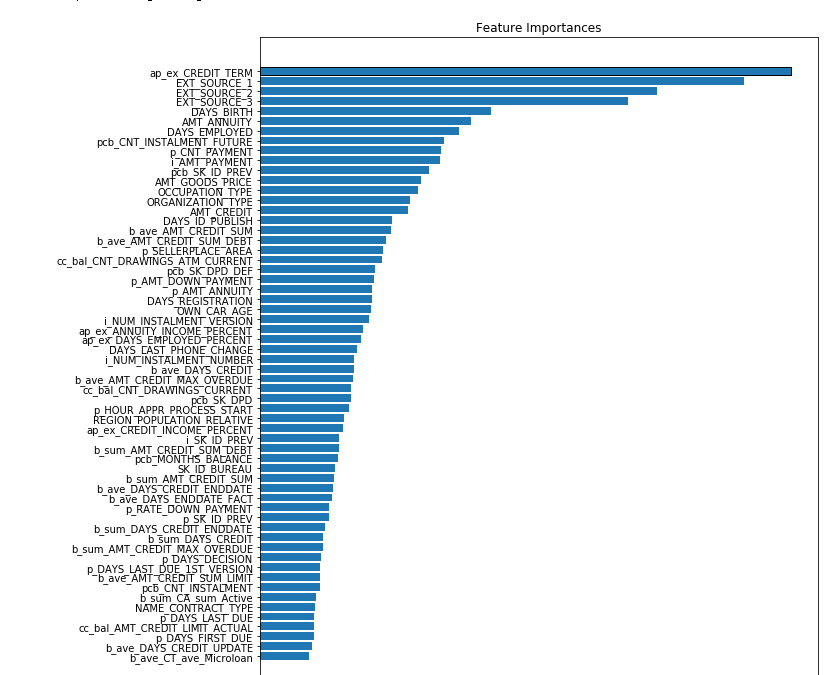 Feature Importances
ap_ex_CREDIT_TERM
EXT_SOURCE_1
EXT_SOURCE_2
EXT_SOURCE_3
DAYS_BIRTH
AMT_ANNUITY
DAYS_EMPLOYED
pcb_CNT_INSTALMENT_FUTURE
p_CNT_PAYMENT
i_AMT_PAYMENT
pcb_SK_ID_PREV
AMT_GOODS_PRICE
OCCUPATION_TYPE
ORGANIZATION_TYPE
AMT_CREDIT
DAYS_ID_PUBLISH
b_ave_AMT_CREDIT_SUM
b_ave_AMT_CREDIT_SUM_DEBT
p_SELLERPLACE_AREA
cc_bal_CNT_DRAWINGS_ATM_CURRENT
pcb_SK_DPD_DEF
p_AMT_DOWN_PAYMENT
p_AMT_ANNUITY
DAYS_REGISTRATION
OWN_CAR_AGE
i_NUM_INSTALMENT_VERSION
ap_ex_ANNUITY_INCOME_PERCENT
ap_ex_DAYS_EMPLOYED_PERCENT
DAYS_LAST_PHONE_CHANGE
i_NUM_INSTALMENT_NUMBER
b_ave_DAYS_CREDIT
b_ave_AMT_CREDIT_MAX_OVERDUE
cc_bal_CNT_DRAWINGS_CURRENT
pcb_SK_DPD
p_HOUR_APPR_PROCESS_START
REGION_POPULATION_RELATIVE
ap_ex_CREDIT_INCOME_PERCENT
i_SK_ID_PREV
b_sum_AMT_CREDIT_SUM_DEBT
pcb_MONTHS_BALANCE
SK_ID_BUREAU
b_sum_AMT_CREDIT_SUM
b_ave_DAYS_CREDIT_ENDDATE
b_ave_DAYS_ENDDATE_FACT
p_RATE_DOWN_PAYMENT
p_SK_ID_PREV
b_sum_DAYS_CREDIT_ENDDATE
b_sum_DAYS_CREDIT
b_sum_AMT_CREDIT_MAX_OVERDUE
p_DAYS_DECISION
p_DAYS_LAST_DUE_1ST_VERSION
b_ave_AMT_CREDIT_SUM_LIMIT
pcb_CNT_INSTALMENT
b_sum_CA_sum_Active
NAME_CONTRACT_TYPE
p_DAYS_LAST_DUE
cc_bal_AMT_CREDIT_LIMIT_ACTUAL
p_DAYS_FIRST_DUE
b_ave_DAYS_CREDIT_UPDATE
b_ave_CT_ave_Microloan